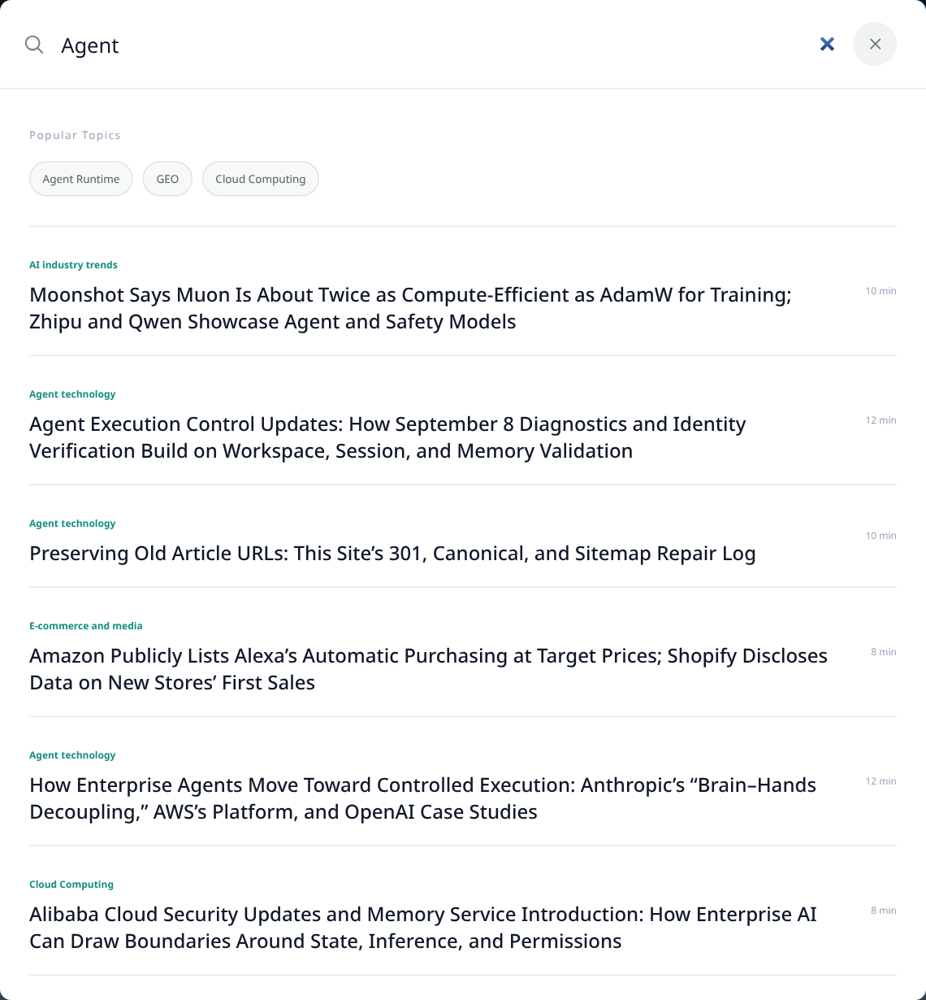 Agent
Popular Topics
Agent Runtime
GEO
Cloud Computing
AI industry trends
Moonshot Says Muon Is About Twice as Compute-Efficient as AdamW for Training;
10 min
Zhipu and Qwen Showcase Agent and Safety Models
Agent technology
Agent Execution Control Updates: How September 8 Diagnostics and Identity
12 min
Verification Build on Workspace, Session, and Memory Validation
Agent technology
10 min
Preserving Old Article URLs: This Site’s 301, Canonical, and Sitemap Repair Log
E-commerce and media
Amazon Publicly Lists Alexa’s Automatic Purchasing at Target Prices; Shopify Discloses
8 min
Data on New Stores’ First Sales
Agent technology
How Enterprise Agents Move Toward Controlled Execution: Anthropic’s “Brain–Hands
12 min
Decoupling,” AWS’s Platform, and OpenAI Case Studies
Cloud Computing
Alibaba Cloud Security Updates and Memory Service Introduction: How Enterprise AI
8 min
Can Draw Boundaries Around State, Inference, and Permissions